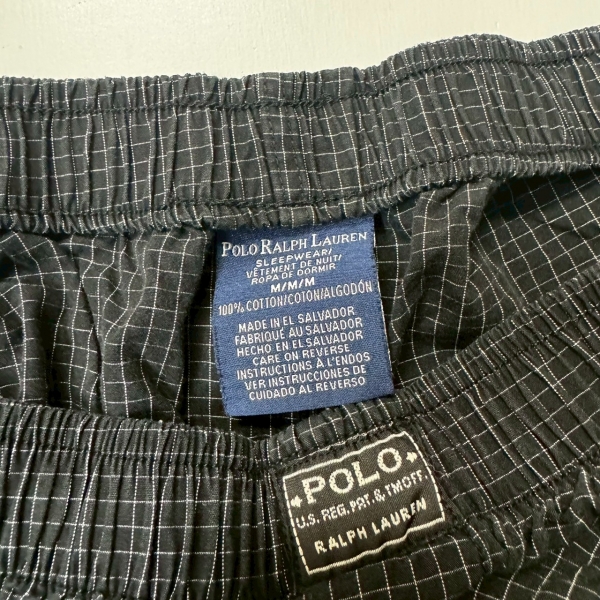 POLO RALPH LAUREN
SLEEPWEAR/
VÊTEMENT DE NUIT/
ROPA DE DORMIR
M/M/M
100% COTTON/COTON/ALGODÓN
MADE IN EL SALVADOR
FABRIQUÉ AU SALVADOR
HECHO EN EL SALVADOR
CARE ON REVERSE
INSTRUCTIONS À L'ENDOS
VER INSTRUCCIONES DE
CUIDADO AL REVERSO
POLO
U.S. REG. PAT. & TM OFF.
RALPH LAUREN